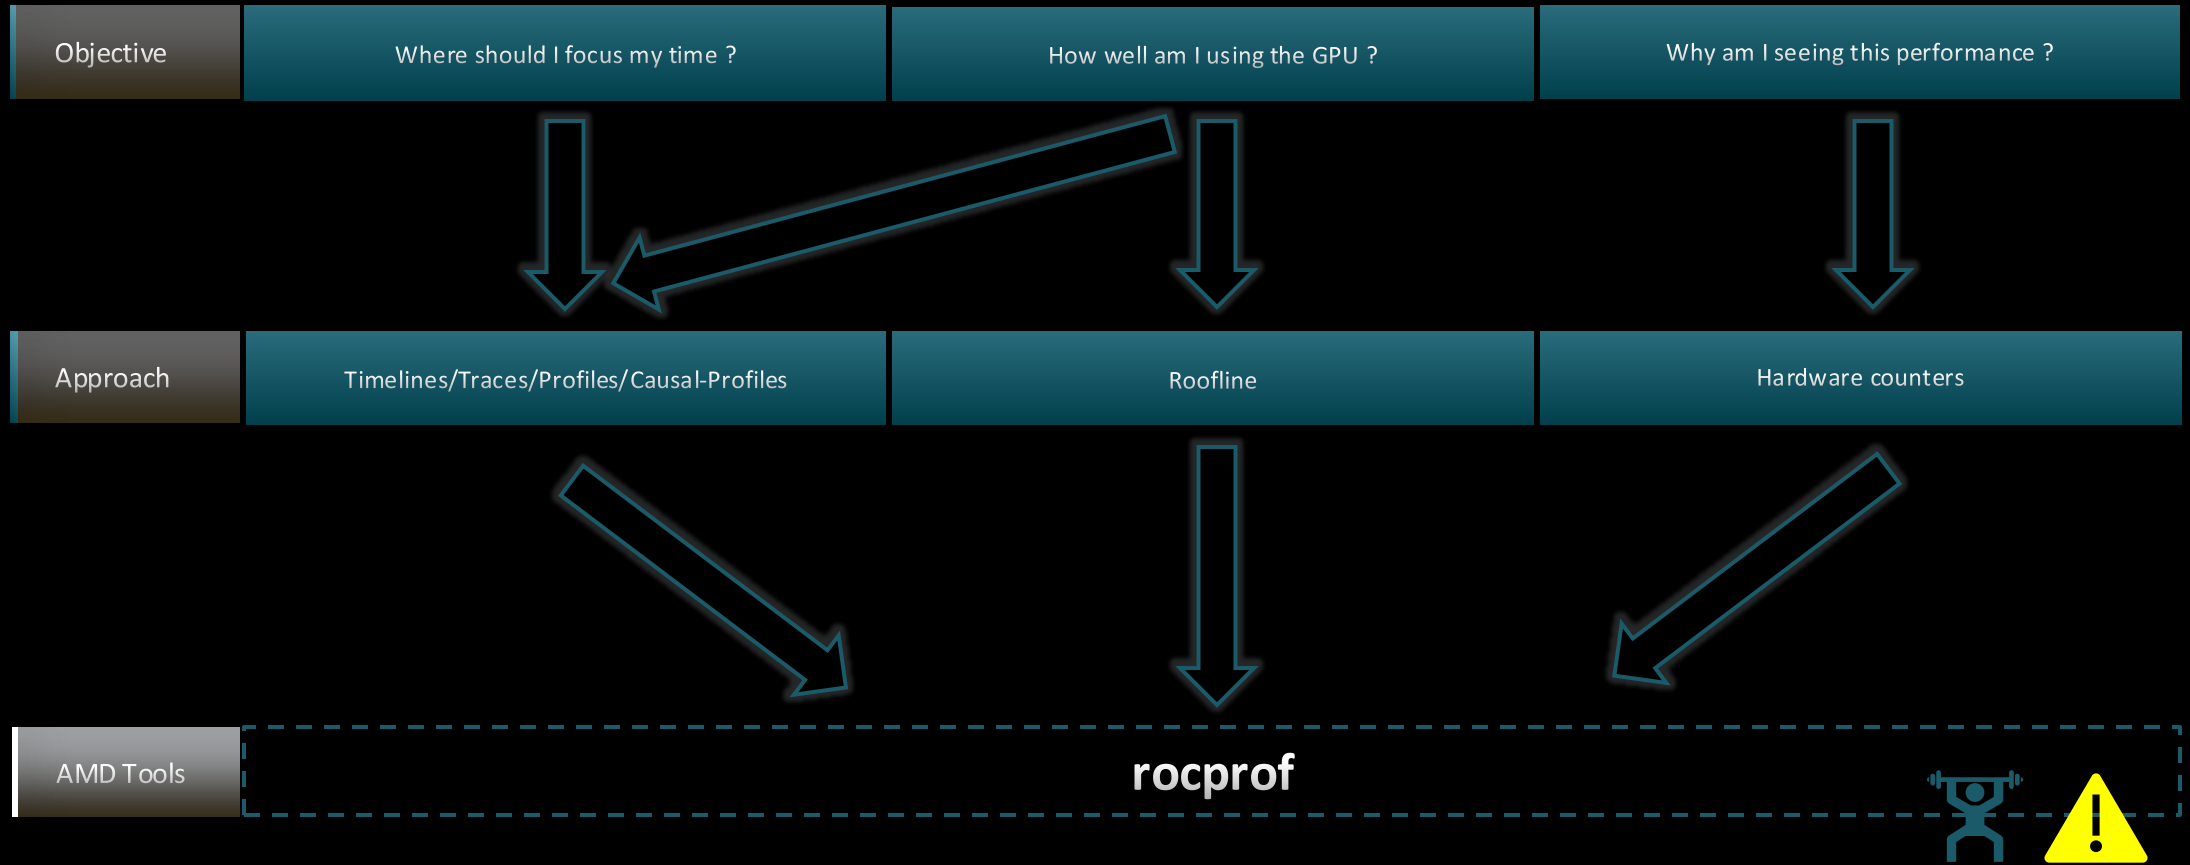 Objective
Where should I focus my time ?
How well am I using the GPU ?
Why am I seeing this performance ?
Approach
Timelines/Traces/Profiles/Causal-Profiles
Roofline
Hardware counters
AMD Tools
rocprof